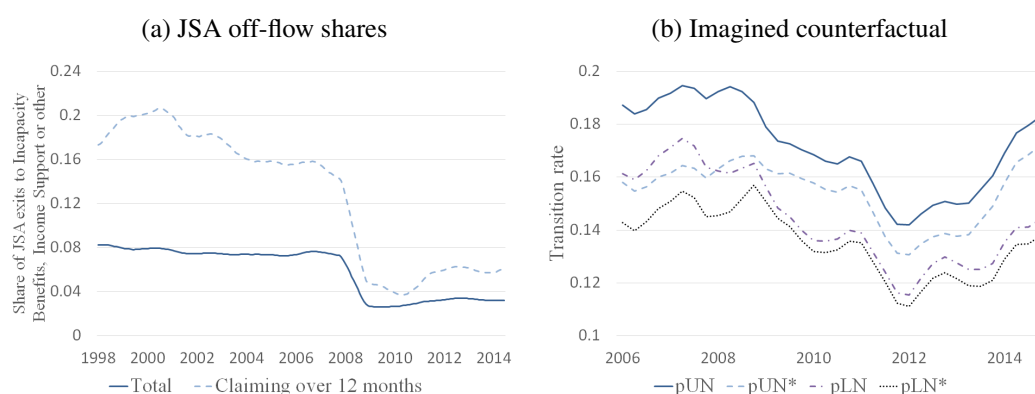 (a) JSA off-flow shares
Share of JSA exits to Incapacity
Benefits, Income Support or other
0.24
0.2
0.16
0.12
0.08
0.04
0
1998 2000 2002 2004 2006 2008 2010 2012 2014
Total Claiming over 12 months
(b) Imagined counterfactual
Transition rate
0.2
0.18
0.16
0.14
0.12
0.1
2006 2008 2010 2012 2014
pUN pUN* pLN pLN*